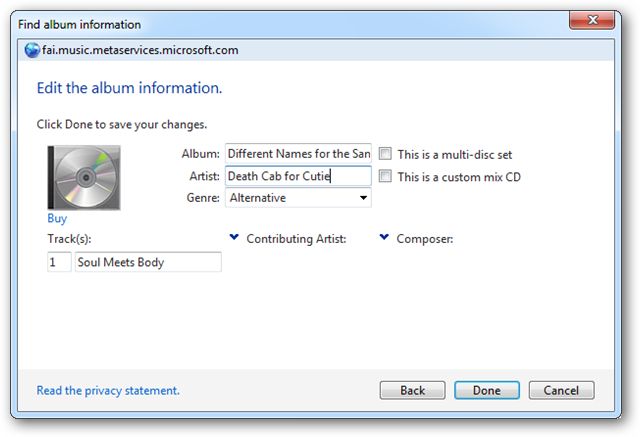 Find album information
fai.music.metaservices.microsoft.com
Edit the album information.
Click Done to save your changes.
Album: Different Names for the San This is a multi-disc set
Artist: Death Cab for Cutie This is a custom mix CD
Genre: Alternative
Buy
Track(s): Contributing Artist: Composer:
1 Soul Meets Body
Read the privacy statement. Back Done Cancel